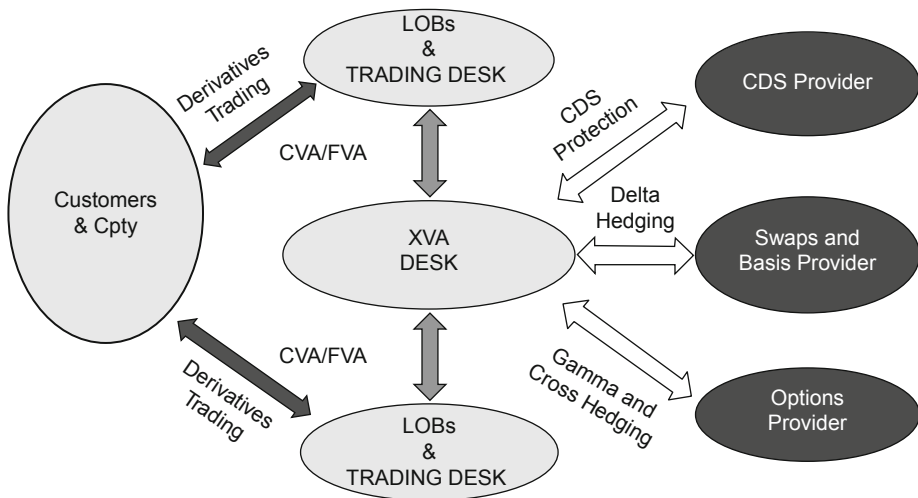 LOBs
&
TRADING DESK
Derivatives
Trading
CVA/FVA
CDS
Protection
CDS Provider
Customers
& Cpty
XVA
DESK
Delta
Hedging
Swaps and
Basis Provider
CVA/FVA
Derivatives
Trading
Gamma and
Cross Hedging
Options
Provider
LOBs
&
TRADING DESK